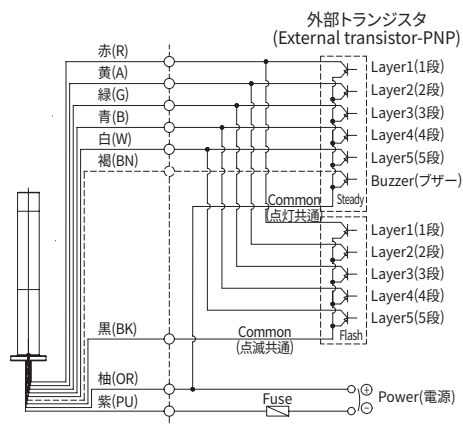 外部トランジスタ
(External transistor-PNP)
赤(R)
黄(A)
緑(G)
青(B)
白(W)
褐(BN)
Layer1(1段)
Layer2(2段)
Layer3(3段)
Layer4(4段)
Layer5(5段)
Buzzer(ブザー)
Common
(点灯共通)
Steady
Layer1(1段)
Layer2(2段)
Layer3(3段)
Layer4(4段)
Layer5(5段)
Flash
黒(BK)
Common
(点滅共通)
柚(OR)
紫(PU)
Fuse
+
Power(電源)
-